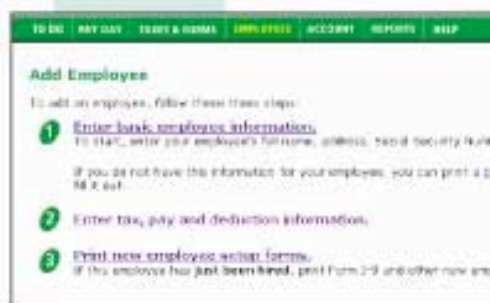 TO DO PAY DAY TAXES & FORMS EMPLOYEES ACCOUNT REPORTS HELP
Add Employee
To add an employee, follow these three steps:
1 Enter basic employee information.
To start, enter your employee's full name, address, Social Security Num
If you do not have this information for your employee, you can print a
fill it out.
2 Enter tax, pay and deduction information.
3 Print new employee setup forms.
If this employee has just been hired, print Form I-9 and other new emp